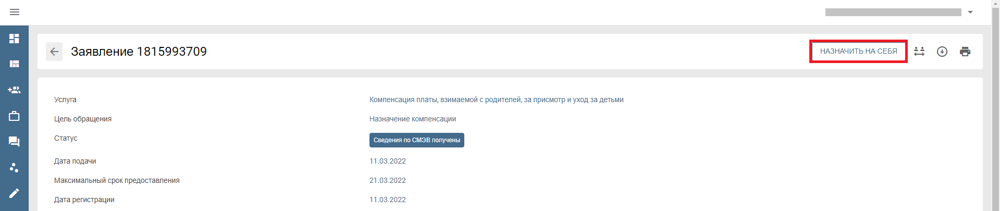 Заявление 1815993709
НАЗНАЧИТЬ НА СЕБЯ
Услуга
Компенсация платы, взимаемой с родителей, за присмотр и уход за детьми
Цель обращения
Назначение компенсации
Статус
Сведения по СМЭВ получены
Дата подачи
11.03.2022
Максимальный срок предоставления
21.03.2022
Дата регистрации
11.03.2022